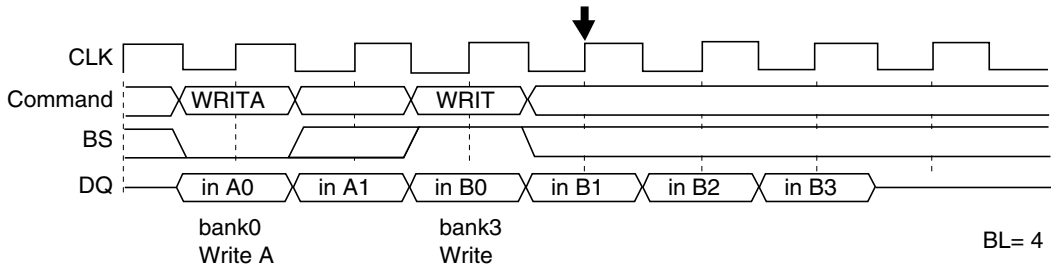 CLK
Command WRITA WRIT
BS
DQ in A0 in A1 in B0 in B1 in B2 in B3
bank0 bank3
Write A Write BL= 4